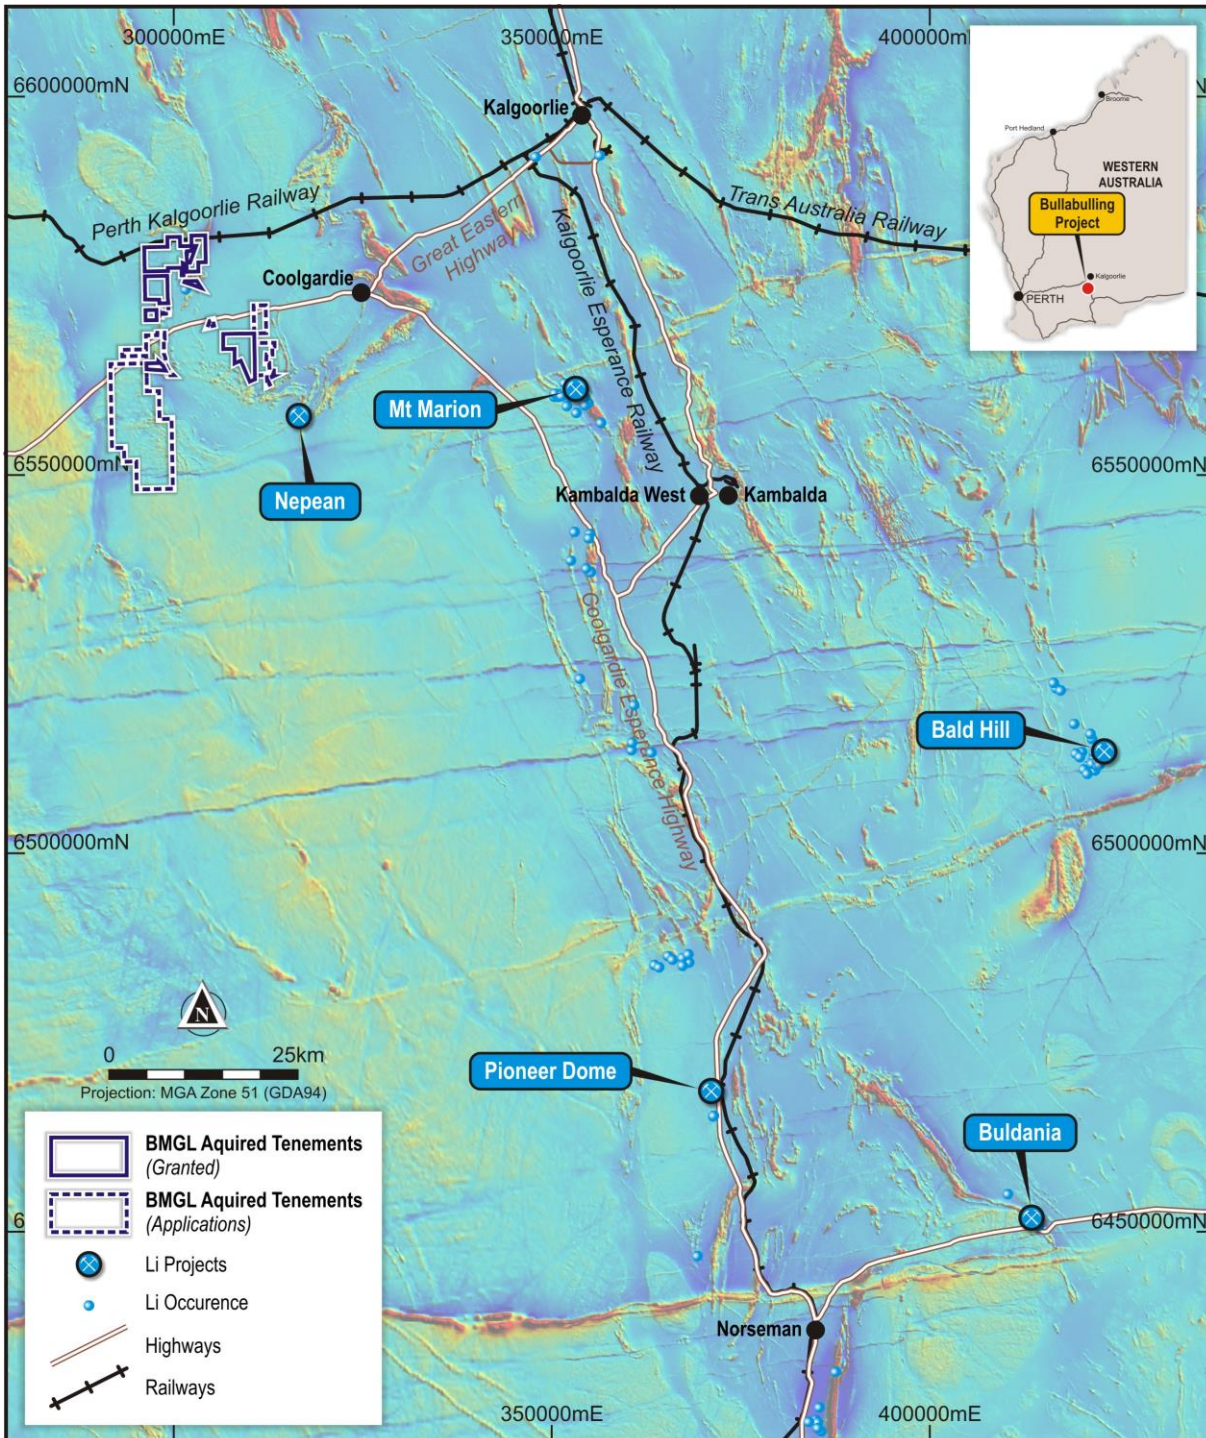 300000mE
350000mE
400000m
6600000mN
Kalgoorlie
Perth Kalgoorlie Railway
Great Eastern
Highway
Trans Australia Railway
Coolgardie
Kalgoorlie Esperance Railway
Broome
Port Hedland
WESTERN
AUSTRALIA
Bullabulling
Project
Kalgoorlie
PERTH
Mt Marion
Nepean
6550000mN
6550000mN
Kambalda West
Kambalda
Coolgardie Esperance Highway
Bald Hill
6500000mN
6500000mN
N
0
25km
Projection: MGA Zone 51 (GDA94)
Pioneer Dome
Buldania
6450000mN
Norseman
BMGL Aquired Tenements
(Granted)
BMGL Aquired Tenements
(Applications)
Li Projects
Li Occurence
Highways
Railways
350000mE
400000mE